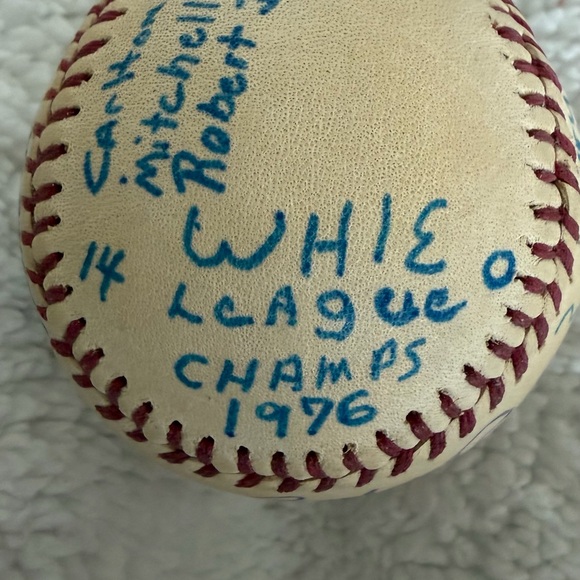 Carlton
Mitchell
Robert
WHIE
14 0
LeAgue
CHAMPS
1976